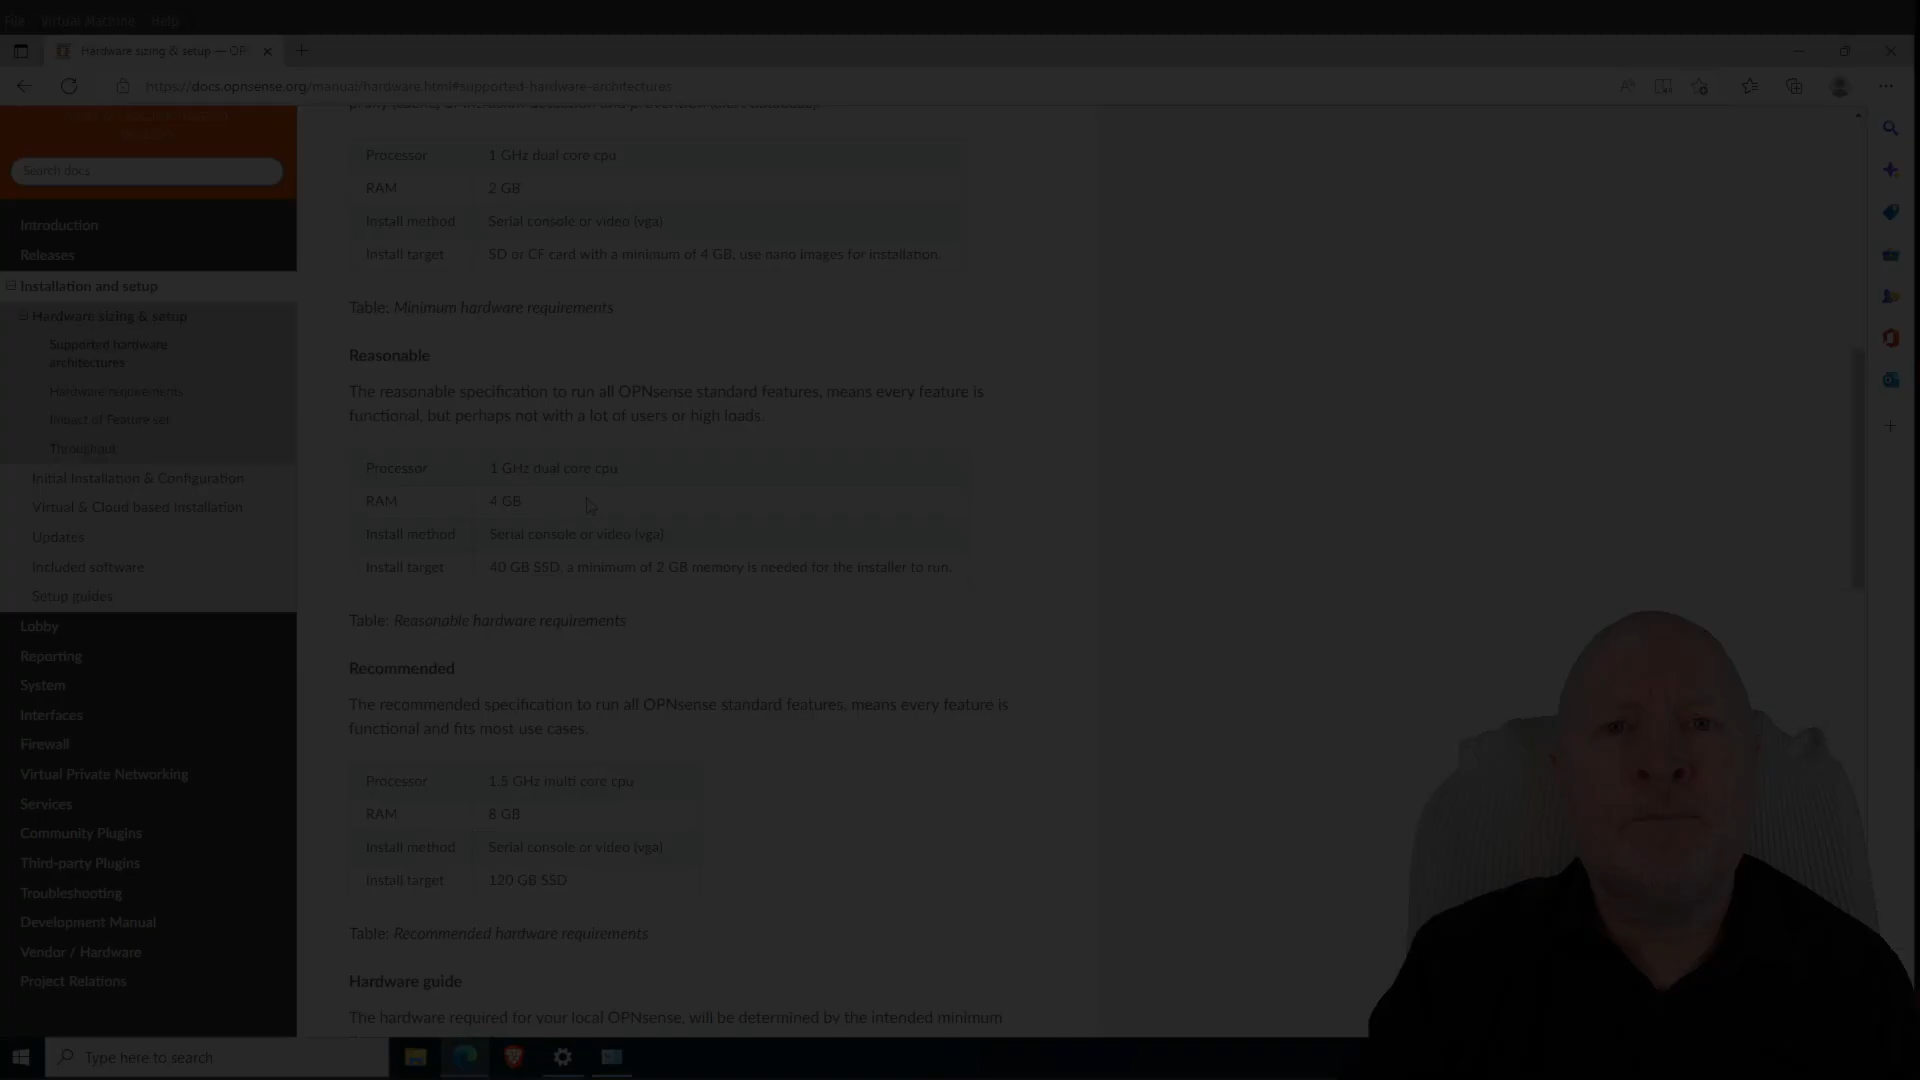 File Virtual Machine Help
Hardware sizing & setup — OP
https://docs.opnsense.org/manual/hardware.html#supported-hardware-architectures
Search docs
Introduction
Releases
Installation and setup
Hardware sizing & setup
Supported hardware
architectures
Hardware requirements
Impact of Feature set
Throughput
Initial Installation & Configuration
Virtual & Cloud based Installation
Updates
Included software
Setup guides
Lobby
Reporting
System
Interfaces
Firewall
Virtual Private Networking
Services
Community Plugins
Third-party Plugins
Troubleshooting
Development Manual
Vendor / Hardware
Project Relations
Processor 1 GHz dual core cpu
RAM 2 GB
Install method Serial console or video (vga)
Install target SD or CF card with a minimum of 4 GB, use nano images for installation.
Table: Minimum hardware requirements
Reasonable
The reasonable specification to run all OPNsense standard features, means every feature is
functional, but perhaps not with a lot of users or high loads.
Processor 1 GHz dual core cpu
RAM 4 GB
Install method Serial console or video (vga)
Install target 40 GB SSD, a minimum of 2 GB memory is needed for the installer to run.
Table: Reasonable hardware requirements
Recommended
The recommended specification to run all OPNsense standard features, means every feature is
functional and fits most use cases.
Processor 1.5 GHz multi core cpu
RAM 8 GB
Install method Serial console or video (vga)
Install target 120 GB SSD
Table: Recommended hardware requirements
Hardware guide
The hardware required for your local OPNsense, will be determined by the intended minimum
Type here to search